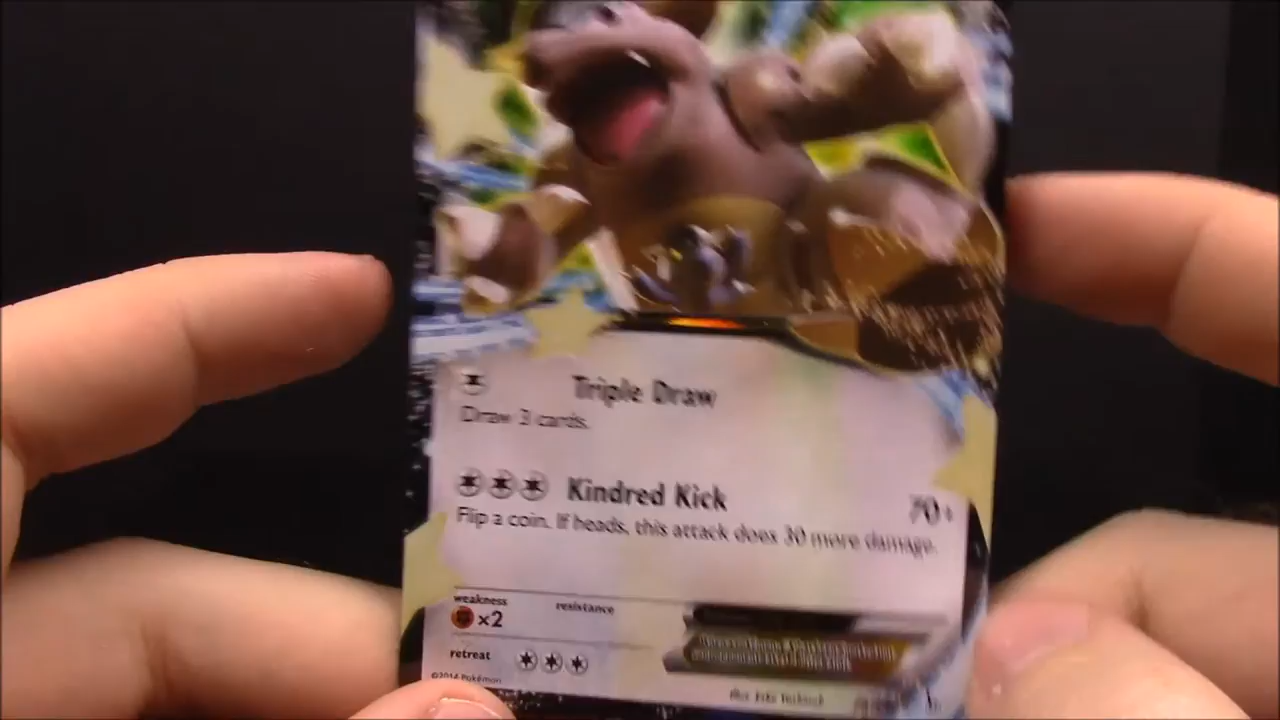 Triple Draw
Draw 3 cards.
Kindred Kick 70+
Flip a coin. If heads, this attack does 30 more damage.
weakness resistance
×2
retreat
©2014 Pokémon
Illus.